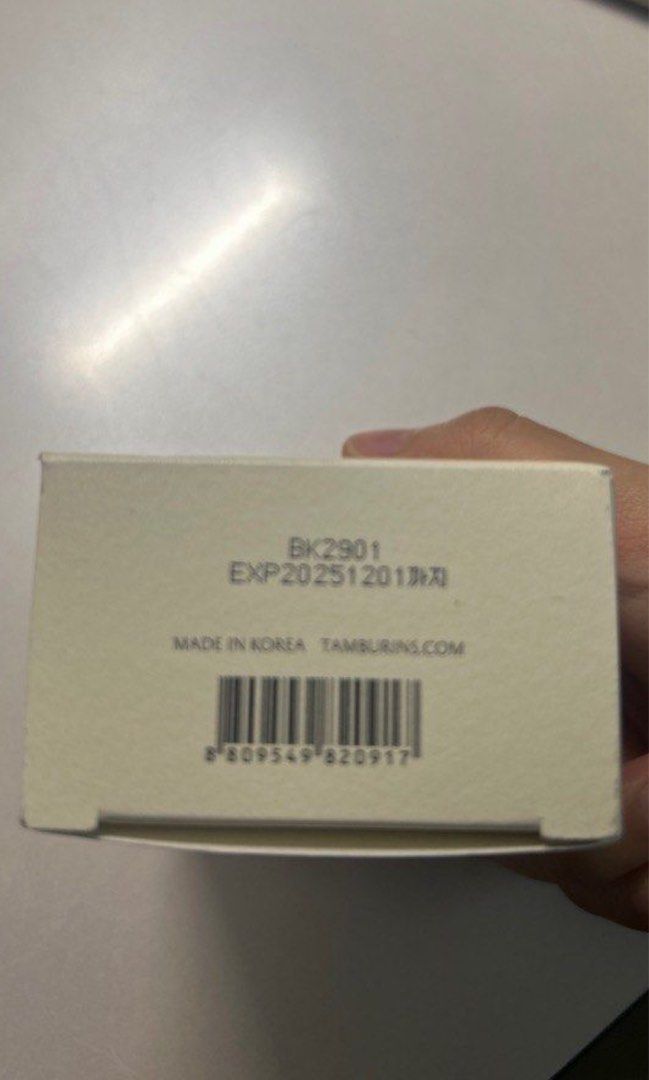 BK2901
EXP20251201까지
MADE IN KOREA TAMBURINS.COM
8 809549 820917